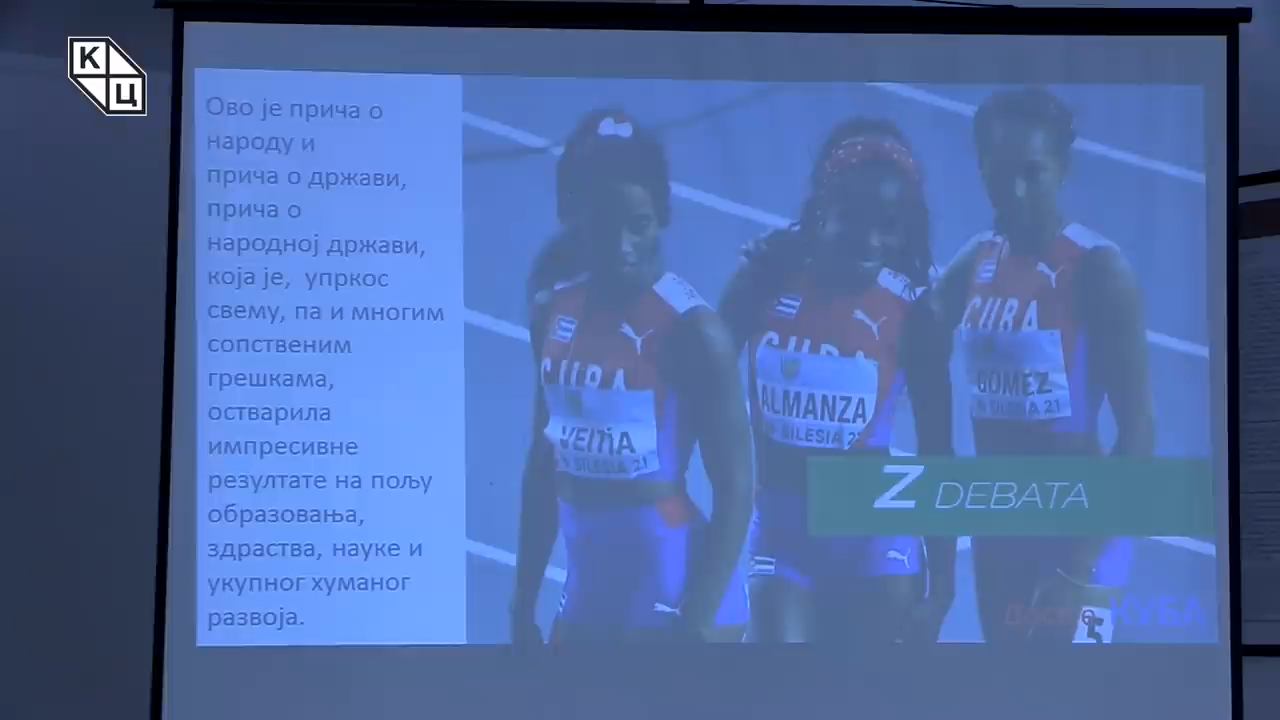 К
Ц
Ово је прича о
народу и
прича о држави,
прича о
народној држави,
која је, упркос
свему, па и многим
сопственим
грешкама,
остварила
импресивне
резултате на пољу
образовања,
здраства, науке и
укупног хуманог
развоја.
CUBA
VEITIA
SILESIA 21
CUBA
ALMANZA
SILESIA 21
CUBA
GOMEZ
SILESIA 21
Z DEBATA
КУБА
5